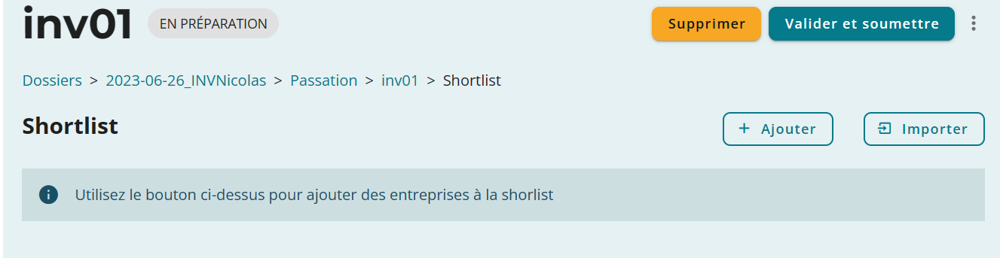 inv01 EN PRÉPARATION Supprimer Valider et soumettre
Dossiers > 2023-06-26_INVNicolas > Passation > inv01 > Shortlist
Shortlist + Ajouter Importer
Utilisez le bouton ci-dessus pour ajouter des entreprises à la shorlist